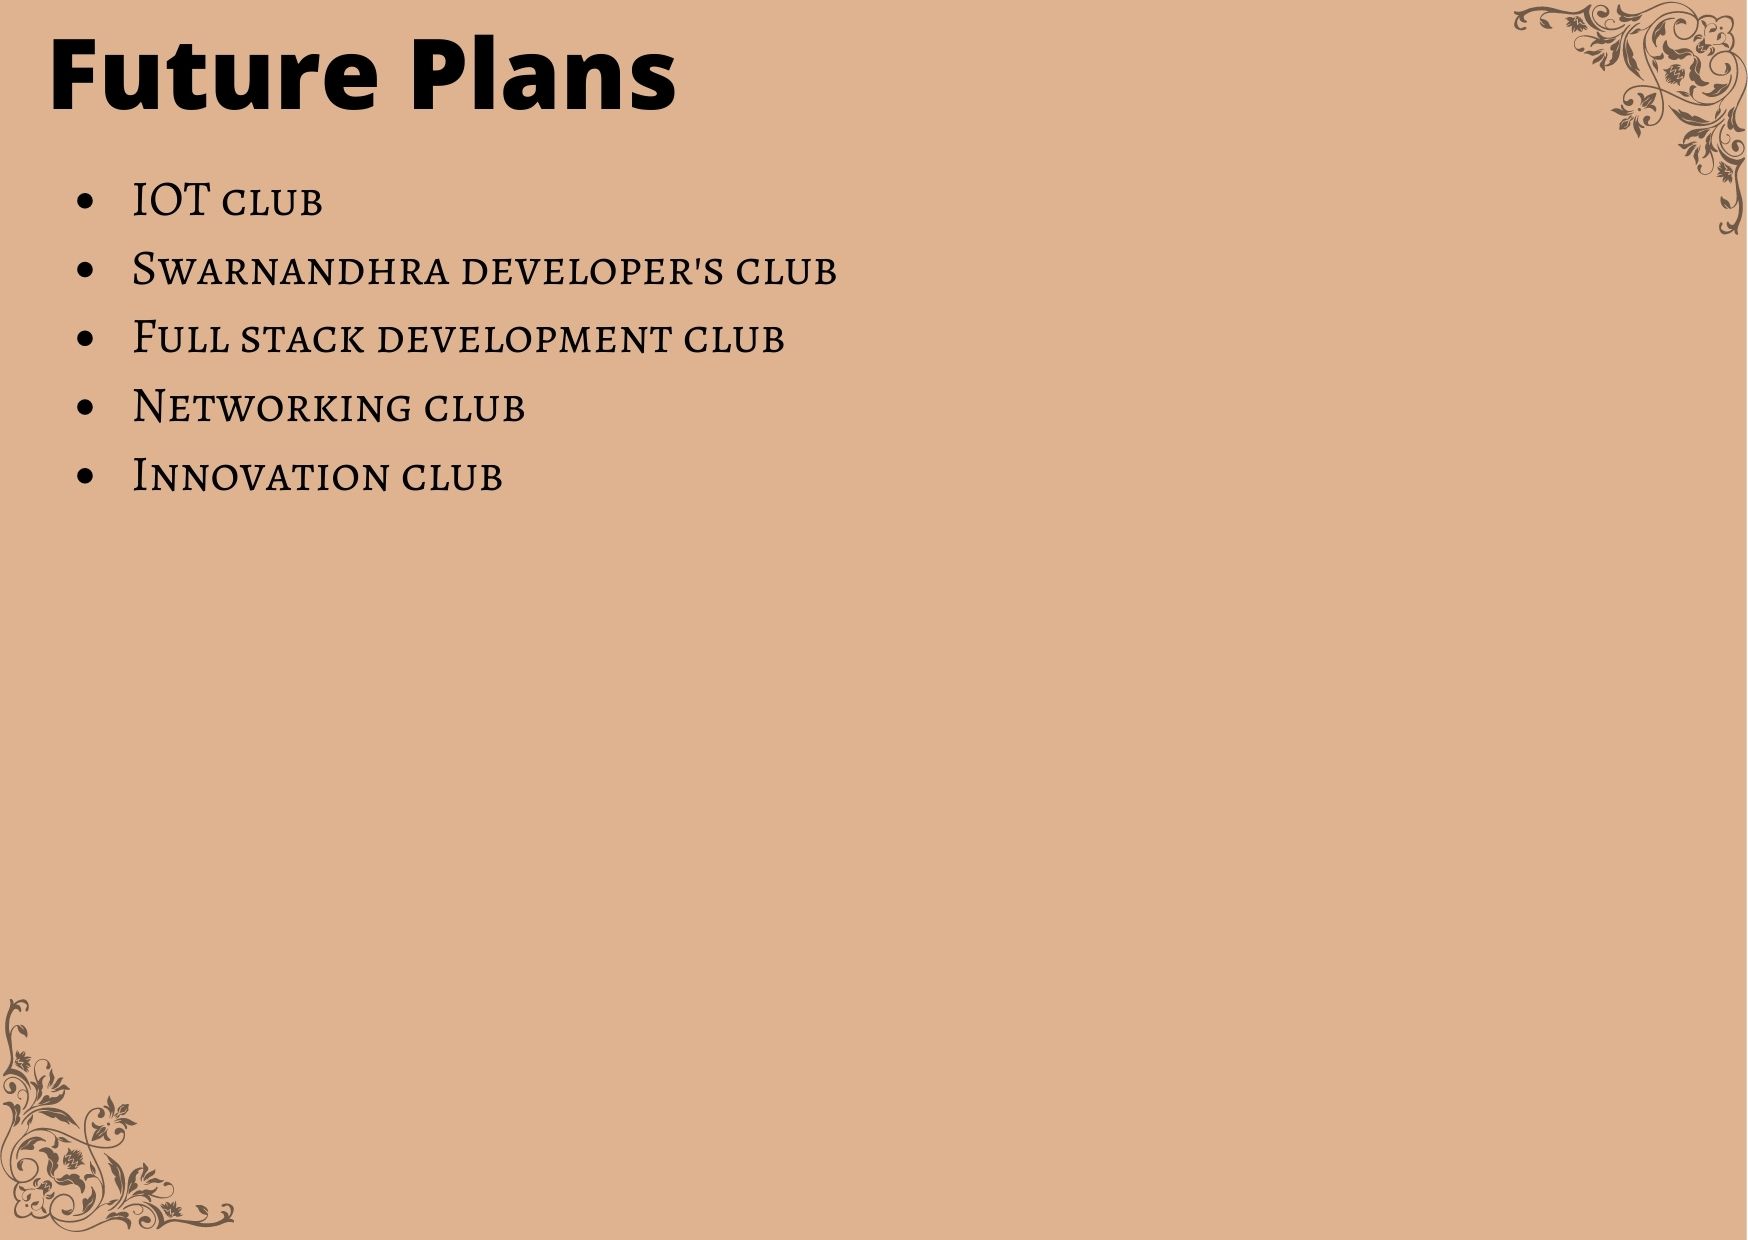 Future Plans
• IOT club
• Swarnandhra developer's club
• Full stack development club
• Networking club
• Innovation club